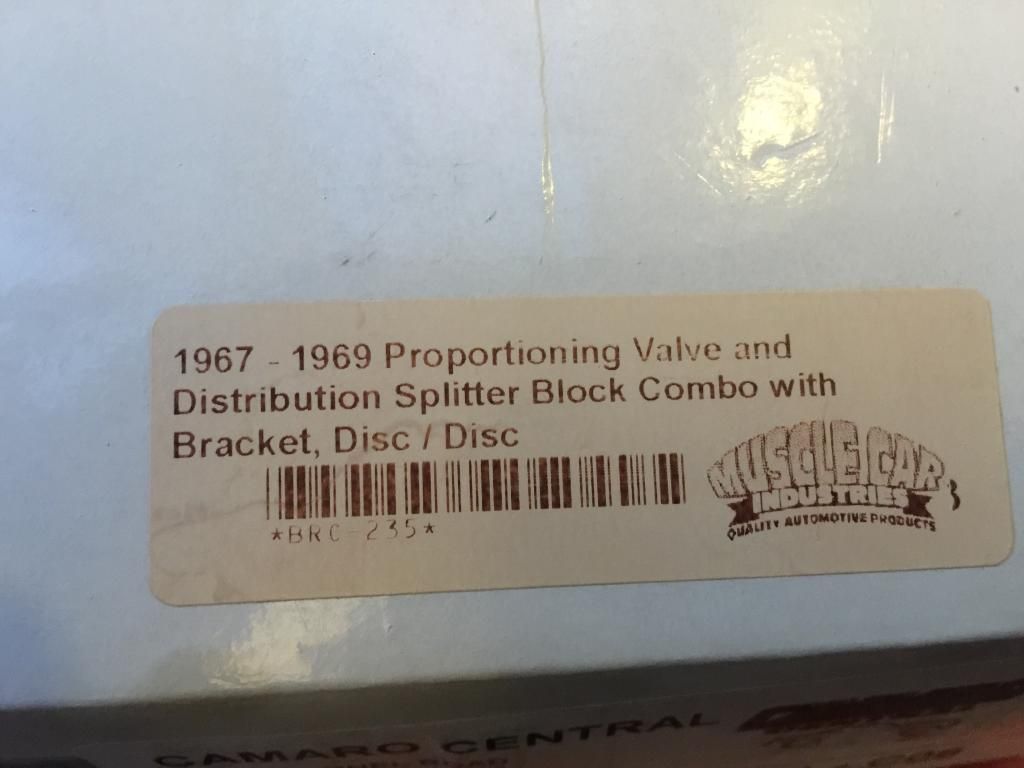 1967 - 1969 Proportioning Valve and
Distribution Splitter Block Combo with
Bracket, Disc / Disc
*BRC-235*
MUSCLE CAR
INDUSTRIES
QUALITY AUTOMOTIVE PRODUCTS
CAMARO CENTRAL
ROAD